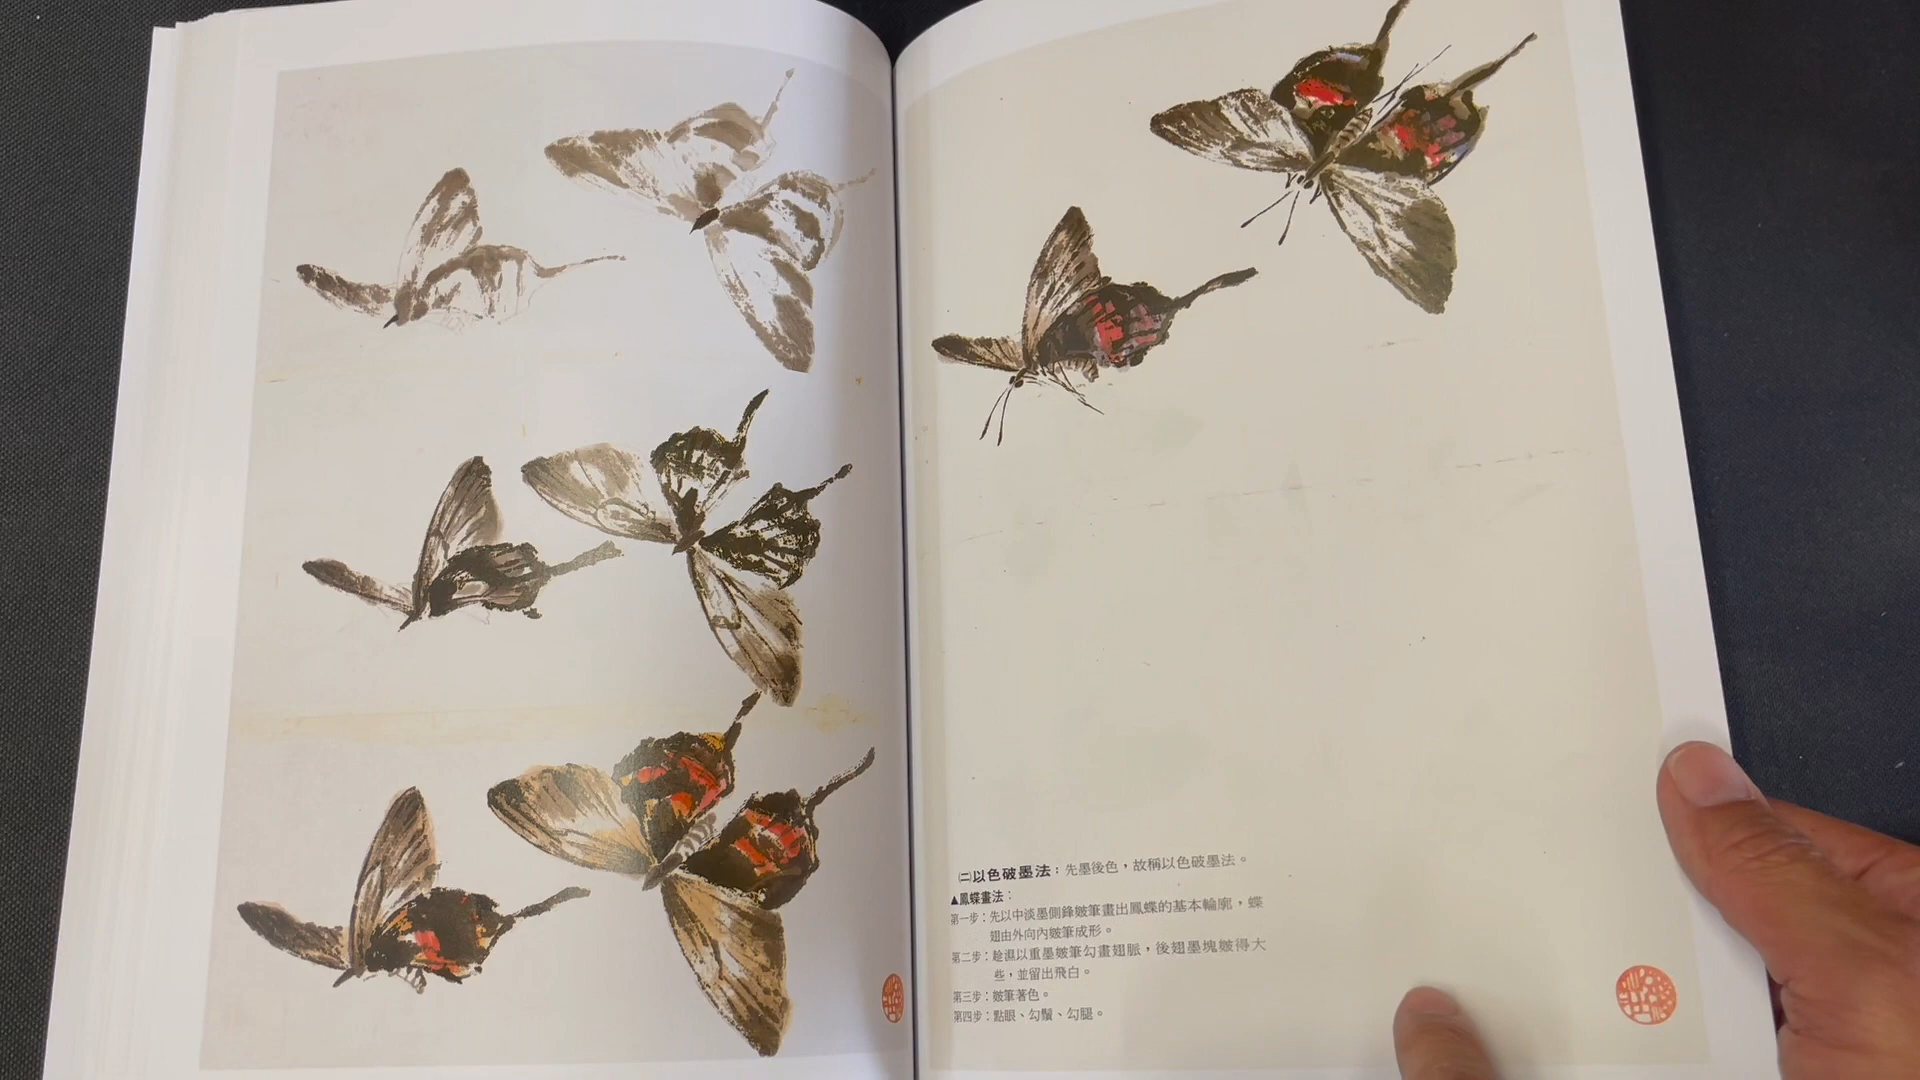 ㈡以色破墨法：先墨後色，故稱以色破墨法。
▲鳳蝶畫法：
第一步：先以中淡墨側鋒皴筆畫出鳳蝶的基本輪廓，蝶
翅由外向內皴筆成形。
第二步：趁濕以重墨皴筆勾畫翅脈，後翅墨塊皴得大
些，並留出飛白。
第三步：皴筆著色。
第四步：點眼、勾鬚、勾腿。